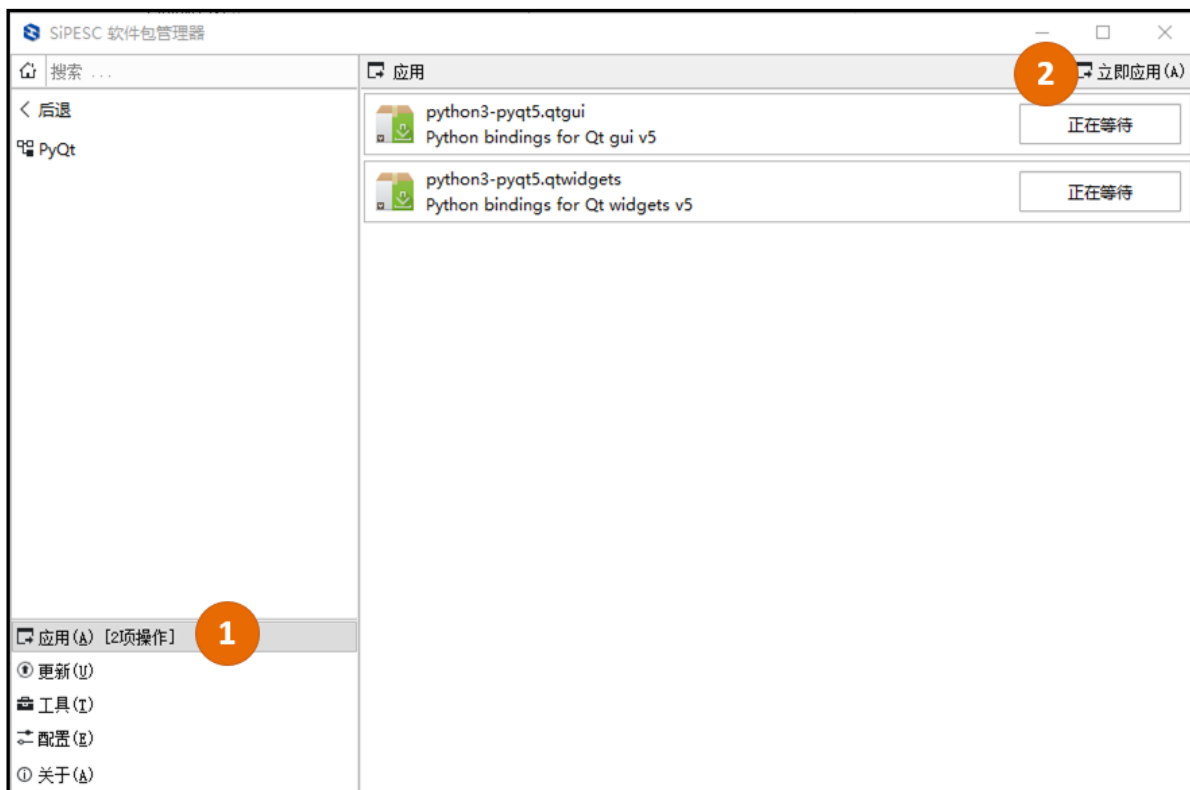 SiPESC 软件包管理器
搜索 ...
后退
PyQt
应用(A) [2项操作]
1
更新(U)
工具(T)
配置(E)
关于(A)
应用
2
立即应用(A)
python3-pyqt5.qtgui
Python bindings for Qt gui v5
正在等待
python3-pyqt5.qtwidgets
Python bindings for Qt widgets v5
正在等待